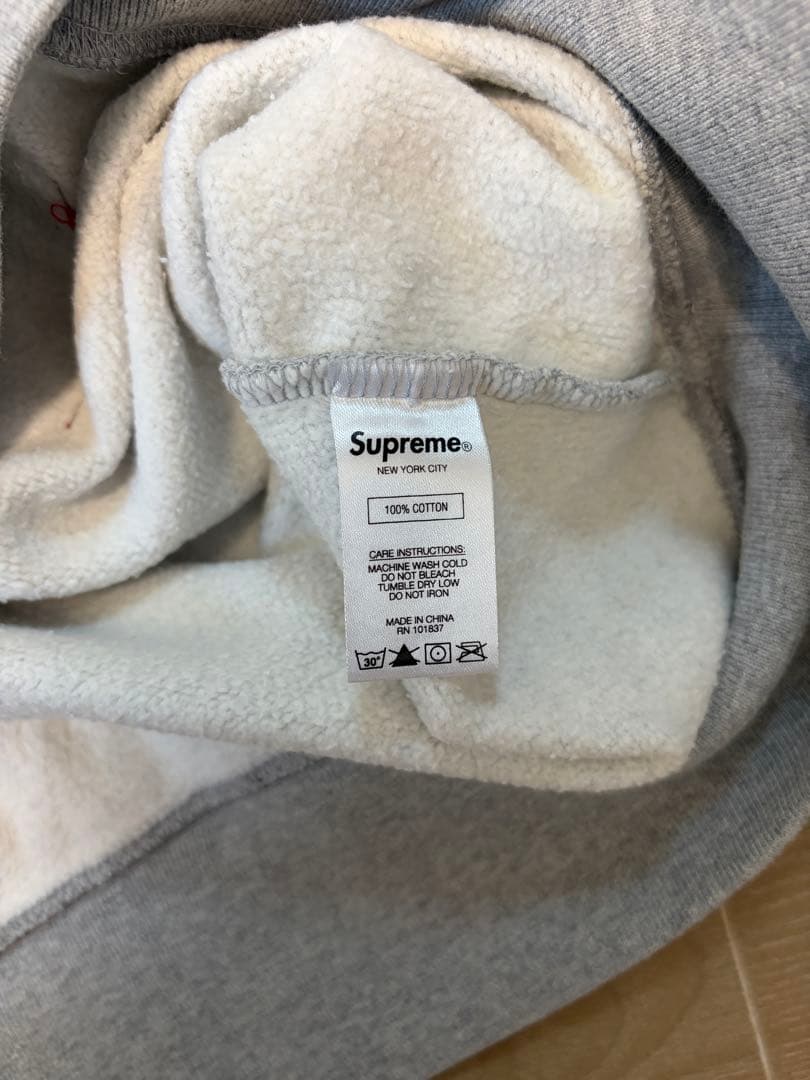 Supreme®
NEW YORK CITY
100% COTTON
CARE INSTRUCTIONS:
MACHINE WASH COLD
DO NOT BLEACH
TUMBLE DRY LOW
DO NOT IRON
MADE IN CHINA
RN 101837
30°